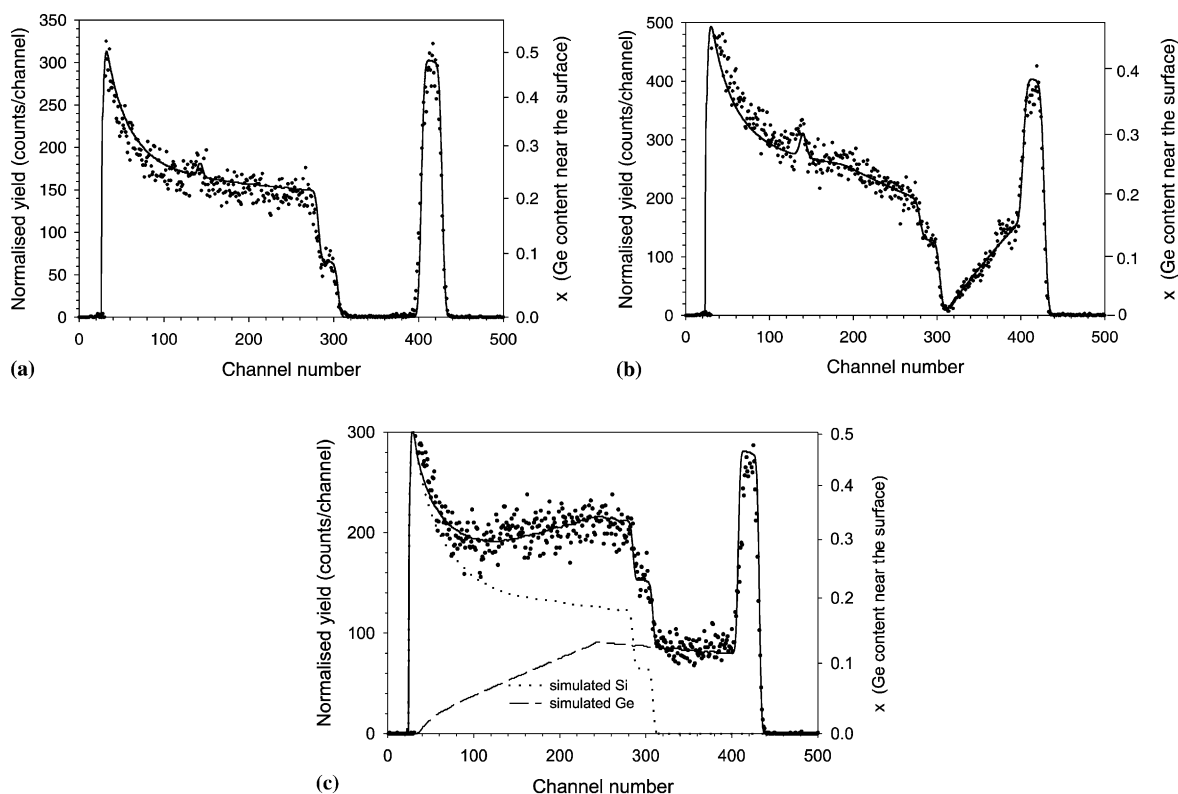 350
300
250
200
150
100
50
0
Normalised yield (counts/channel)
0 100 200 300 400 500
Channel number
0.5
0.4
0.3
0.2
0.1
0.0
x (Ge content near the surface)
(a)
500
400
300
200
100
0
Normalised yield (counts/channel)
0 100 200 300 400 500
Channel number
0.4
0.3
0.2
0.1
0
x (Ge content near the surface)
(b)
300
200
100
0
Normalised yield (counts/channel)
simulated Si
simulated Ge
0 100 200 300 400 500
Channel number
0.5
0.4
0.3
0.2
0.1
0.0
x (Ge content near the surface)
(c)